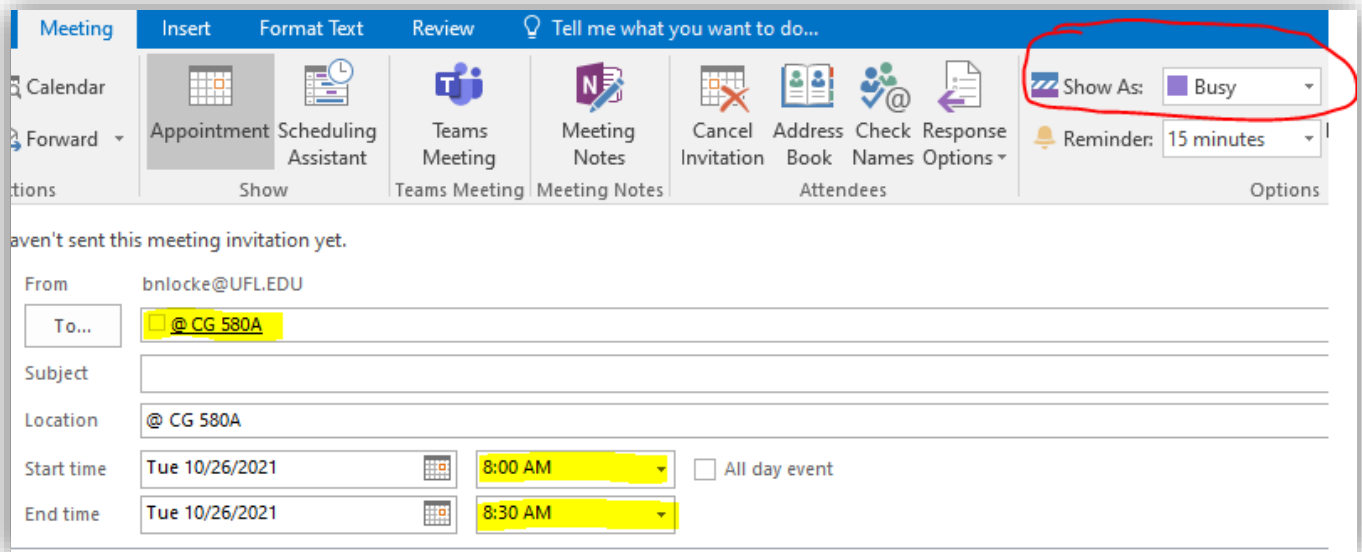 Meeting Insert Format Text Review Tell me what you want to do...
Calendar
Forward
Appointment
Scheduling Assistant
Teams Meeting
Meeting Notes
Cancel Invitation
Address Book
Check Names
Response Options
Show As: Busy
Reminder: 15 minutes
tions Show Teams Meeting Meeting Notes Attendees Options
aven't sent this meeting invitation yet.
From bnlocke@UFL.EDU
To... @ CG 580A
Subject
Location @ CG 580A
Start time Tue 10/26/2021 8:00 AM All day event
End time Tue 10/26/2021 8:30 AM